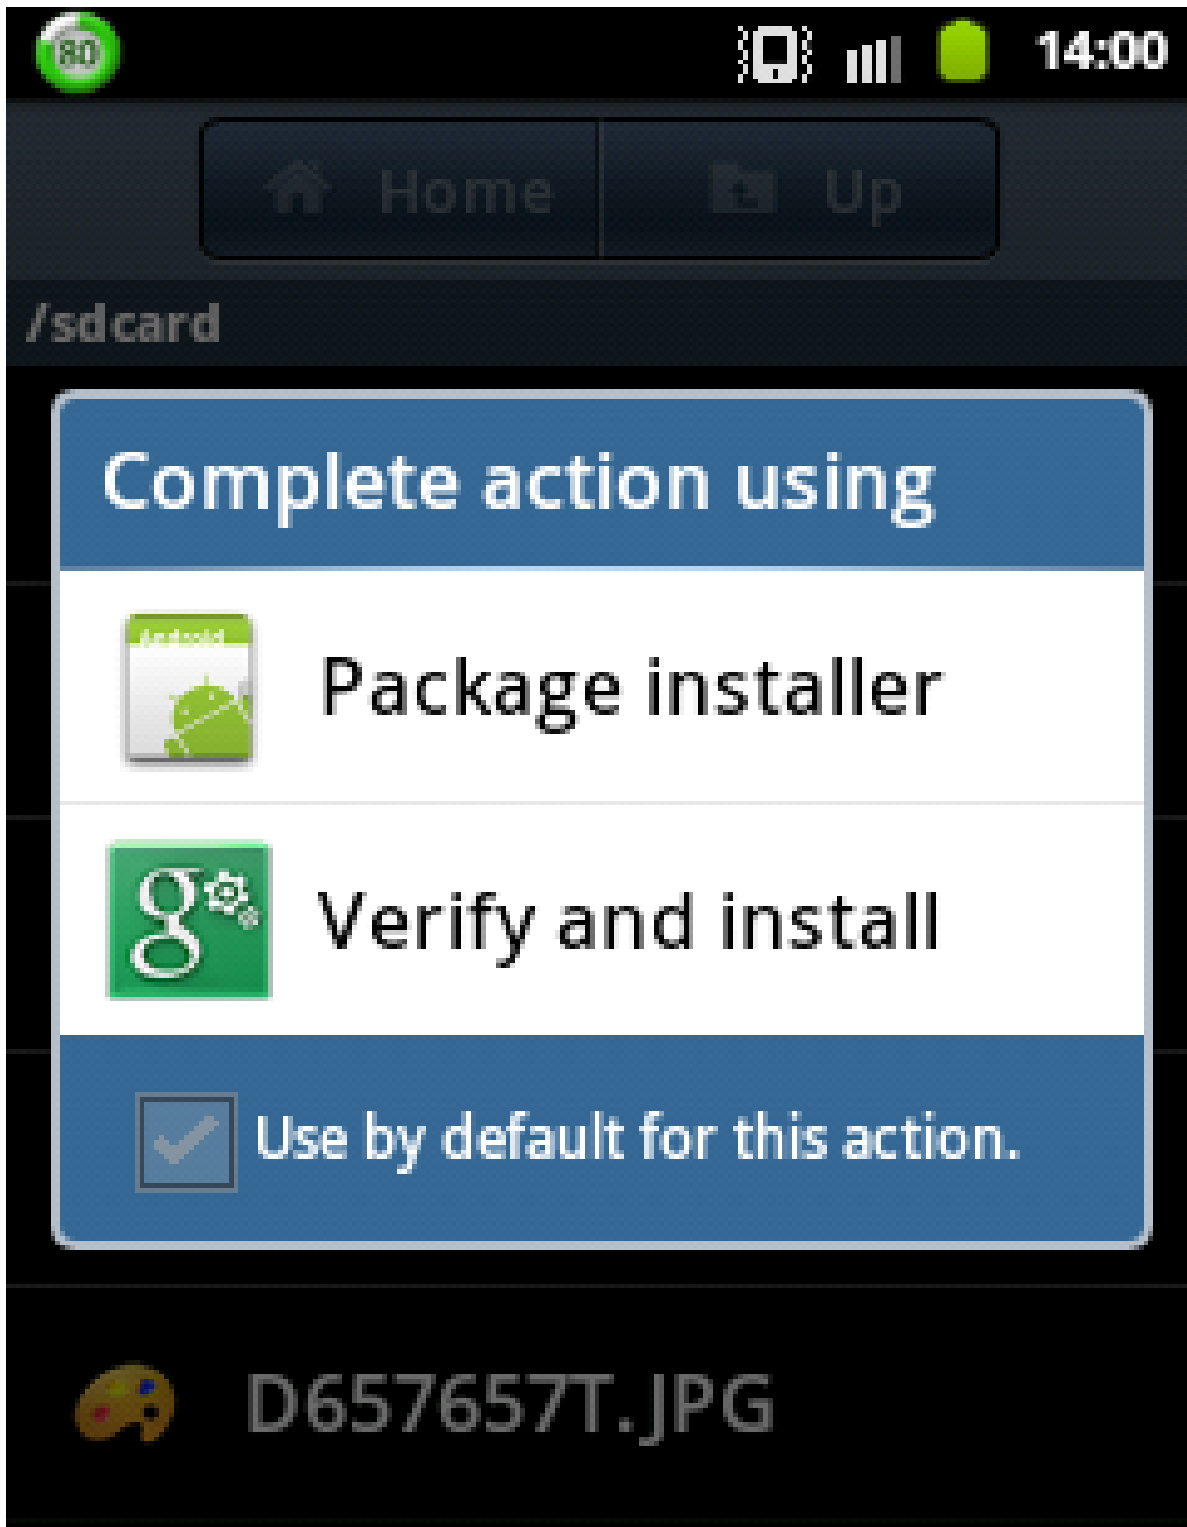 80
14:00
Home
Up
/sdcard
Complete action using
Android
Package installer
g
Verify and install
Use by default for this action.
D657657T.JPG